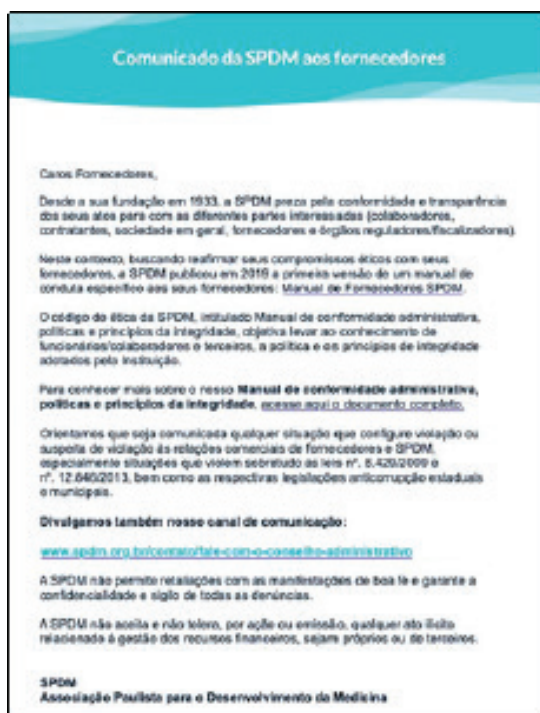 Comunicado da SPDM aos fornecedores
Caros Fornecedores,
Desde a sua fundação em 1933, a SPDM preza pela conformidade e transparência
dos seus atos para com as diferentes partes interessadas (colaboradores,
contratantes, sociedade em geral, fornecedores e órgãos reguladores/fiscalizadores).
Neste contexto, buscando reafirmar seus compromissos éticos com seus
fornecedores, a SPDM publicou em a primeira versão de um manual de
conduta específico aos seus fornecedores: Manual de Fornecedores SPDM.
O código de ética da SPDM, intitulado Manual de conformidade administrativa,
políticas e princípios da integridade, objetiva levar ao conhecimento de
funcionários/colaboradores e terceiros, a política e os princípios de integridade
adotados pela Instituição.
Para conhecer mais sobre o nosso Manual de conformidade administrativa,
políticas e princípios da integridade, acesse aqui o documento completo.
Orientamos que seja comunicada qualquer situação que configure violação ou
suspeita de violação às relações comerciais de fornecedores e SPDM,
especialmente situações que violem sobretudo as leis nº. e
nº. 12.846/2013, bem como as respectivas legislações anticorrupção estaduais
e municipais.
Divulgamos também nosso canal de comunicação:
www.spdm.org.br/contato/fale-com-o-conselho-administrativo
A SPDM não permite retaliações com as manifestações de boa fé e garante a
confidencialidade e sigilo de todas as denúncias.
A SPDM não aceita e não tolera, por ação ou omissão, qualquer ato ilícito
relacionado à gestão dos recursos financeiros, sejam próprios ou de terceiros.
SPDM
Associação Paulista para o Desenvolvimento da Medicina